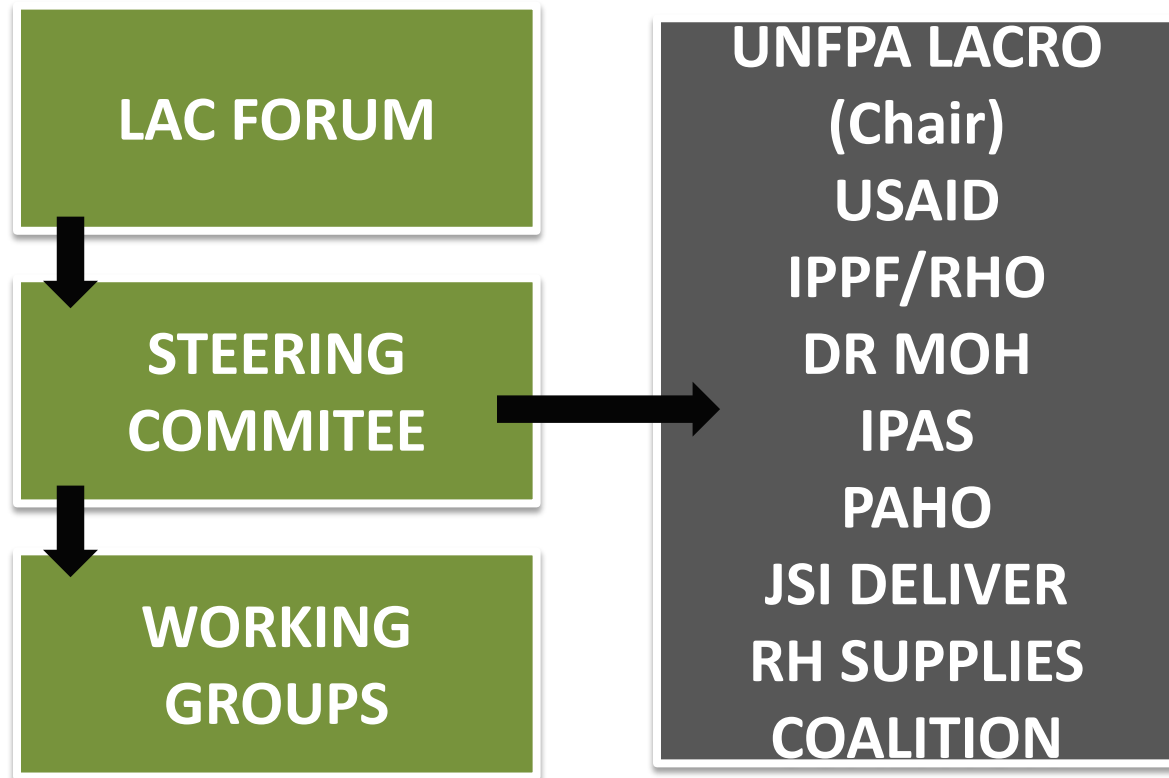 LAC FORUM
STEERING
COMMITEE
WORKING
GROUPS
UNFPA LACRO
(Chair)
USAID
IPPF/RHO
DR MOH
IPAS
PAHO
JSI DELIVER
RH SUPPLIES
COALITION